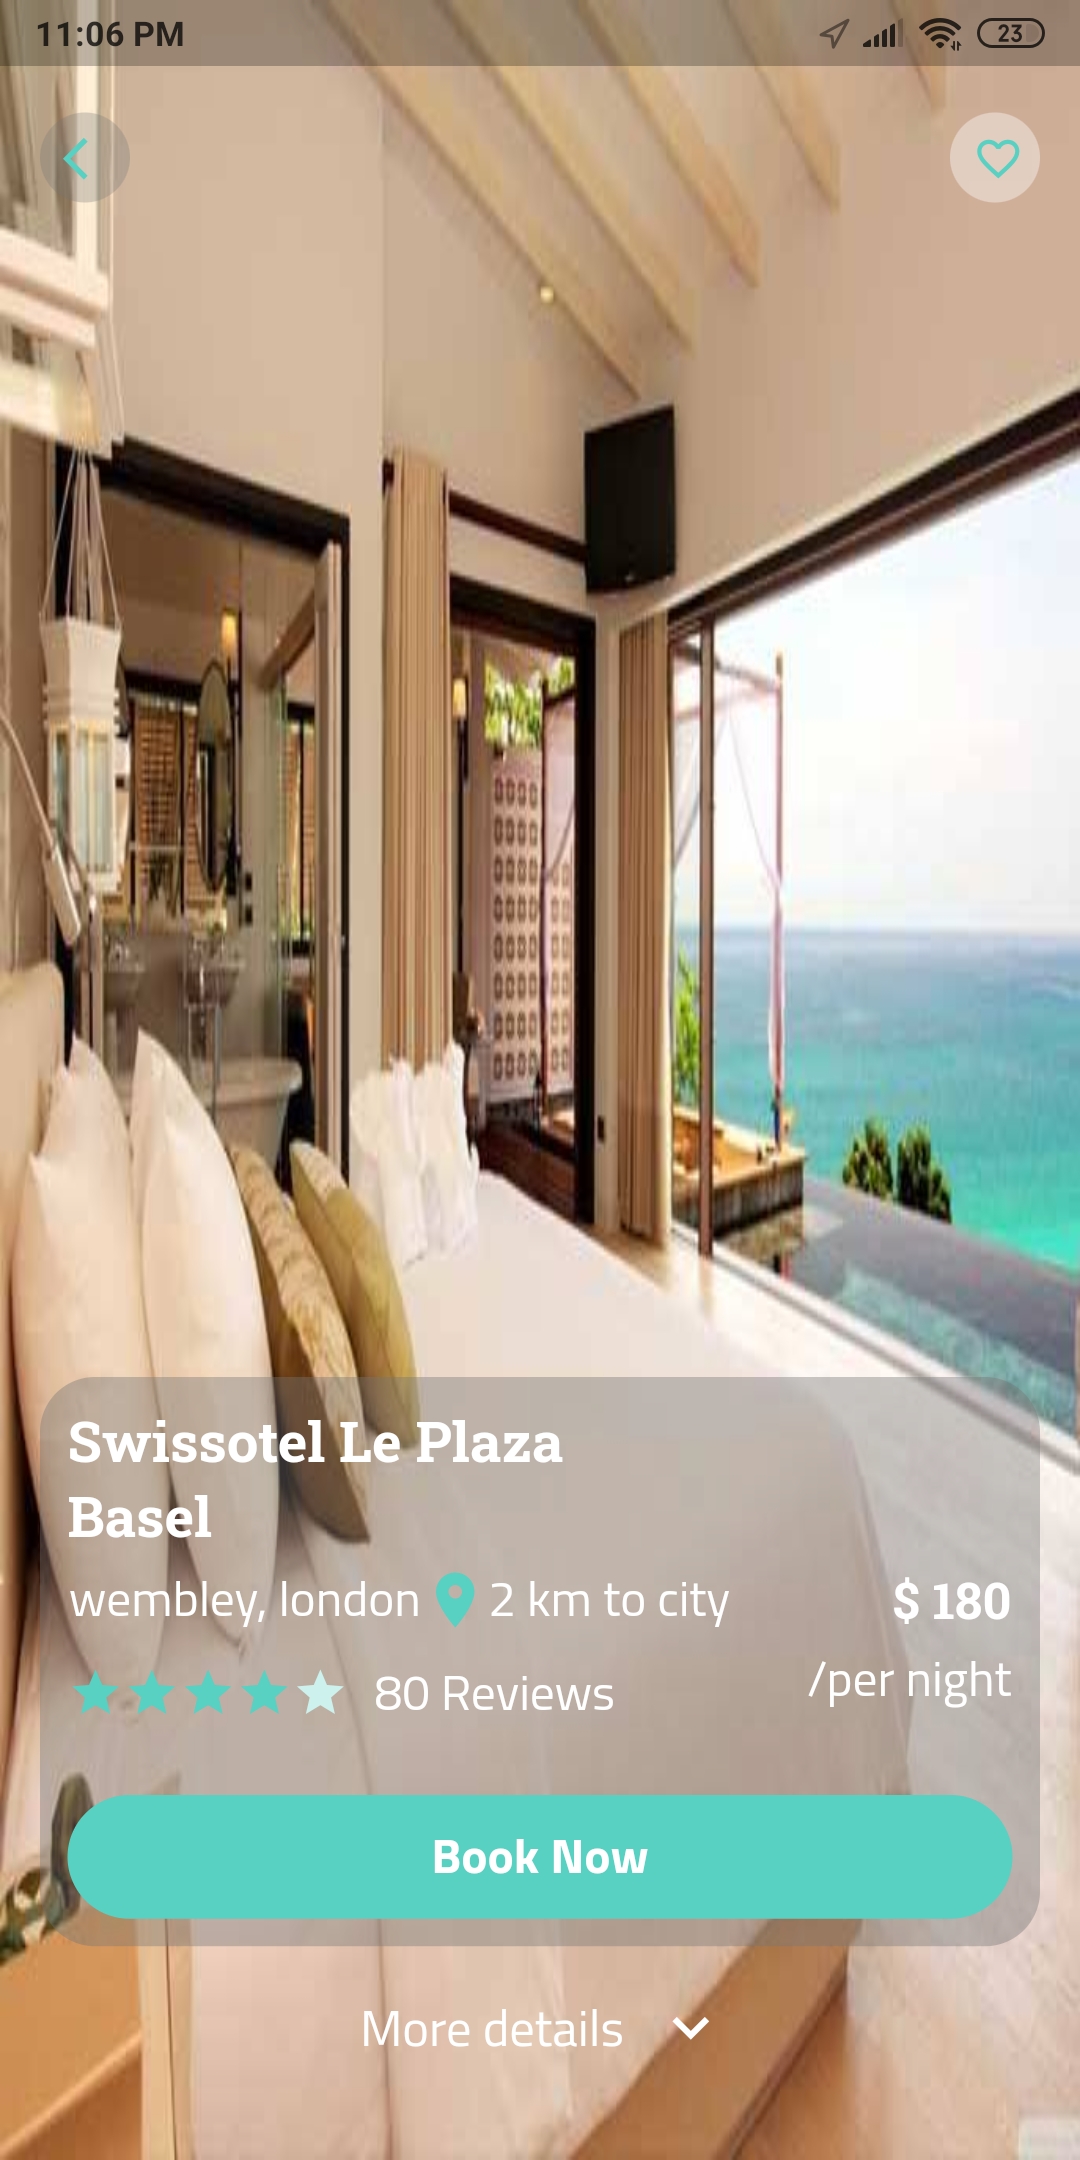 11:06 PM 23
Swissotel Le Plaza
Basel
wembley, london 2 km to city
$ 180
80 Reviews
/per night
Book Now
More details